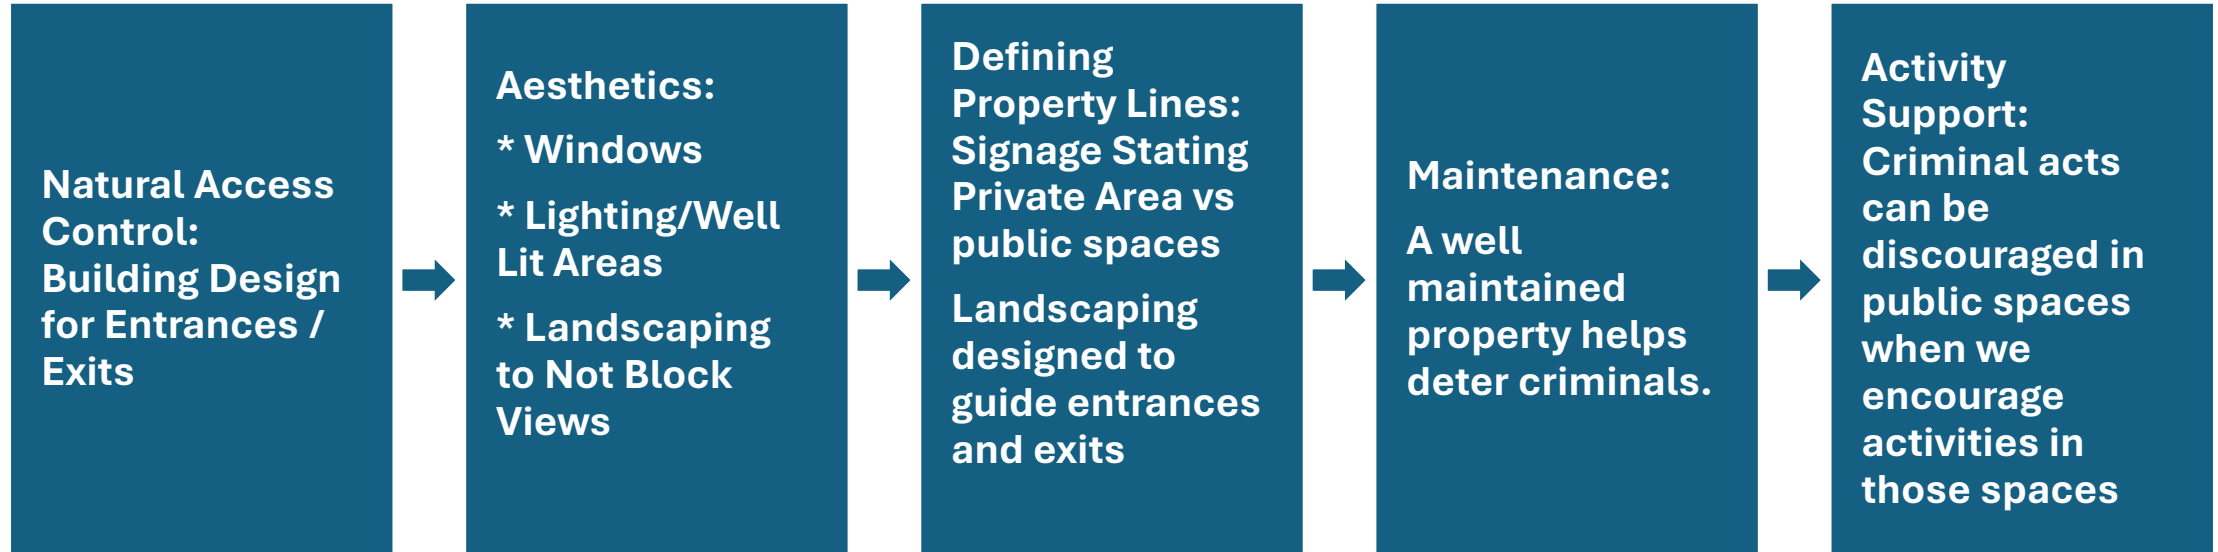 Natural Access
Control:
Building Design
for Entrances /
Exits
Aesthetics:
* Windows
* Lighting/Well
Lit Areas
* Landscaping
to Not Block
Views
Defining
Property Lines:
Signage Stating
Private Area vs
public spaces
Landscaping
designed to
guide entrances
and exits
Maintenance:
A well
maintained
property helps
deter criminals.
Activity
Support:
Criminal acts
can be
discouraged in
public spaces
when we
encourage
activities in
those spaces